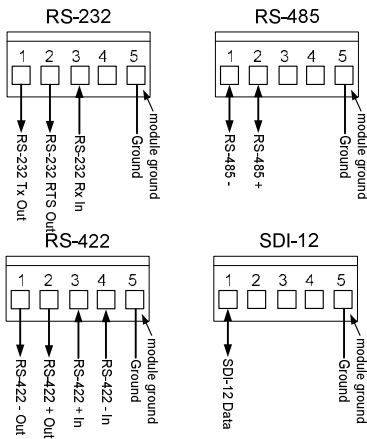 RS-232
1 2 3 4 5
module ground
RS-232 Tx Out
RS-232 RTS Out
RS-232 Rx In
Ground
RS-485
1 2 3 4 5
module ground
RS-485 -
RS-485 +
Ground
RS-422
1 2 3 4 5
module ground
RS-422 - Out
RS-422 + Out
RS-422 + In
RS-422 - In
Ground
SDI-12
1 2 3 4 5
module ground
SDI-12 Data
Ground